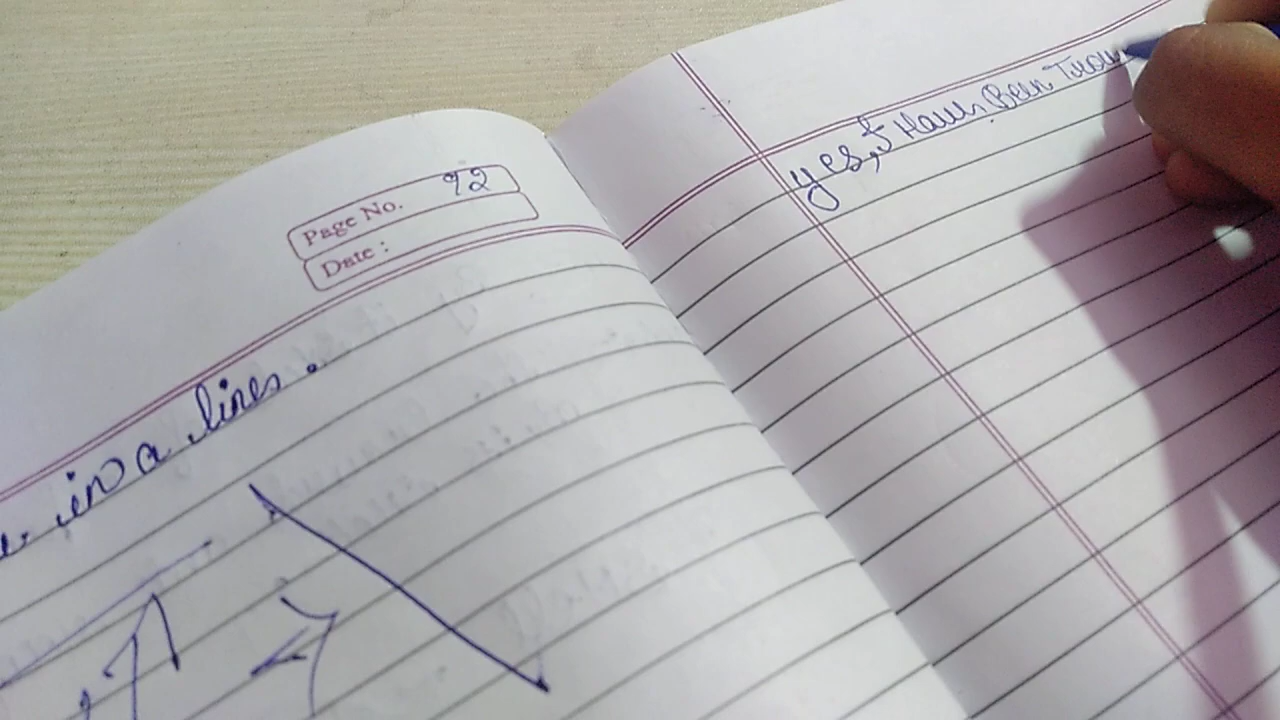 Page No. 92
Date :
in a lines.
yes, I Have Been